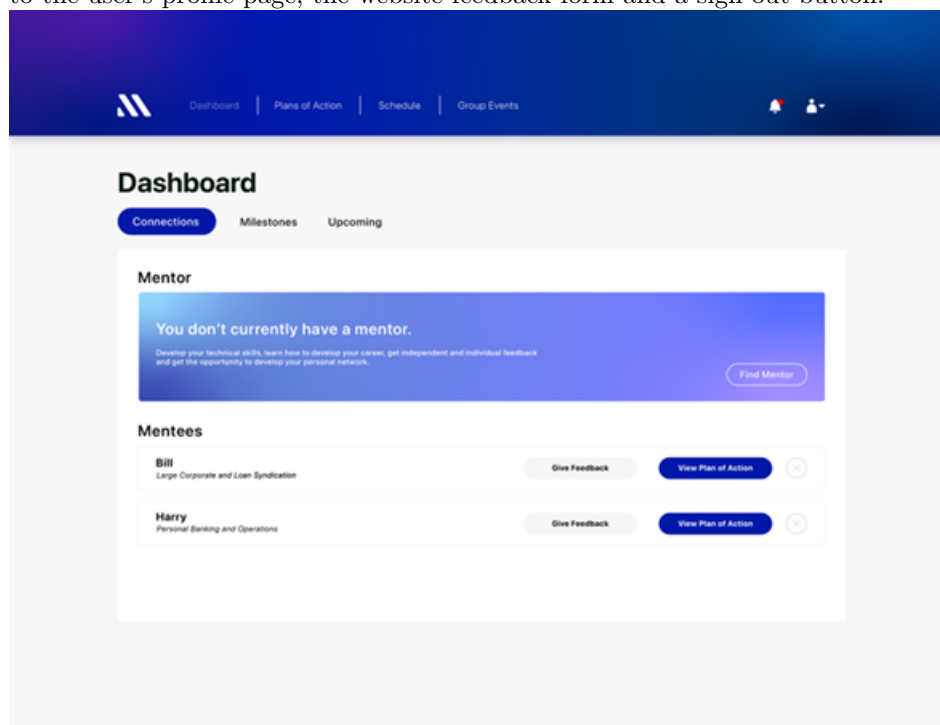 to the user's profile page, the website feedback form and a sign out button.
Dashboard | Plans of Action | Schedule | Group Events
Dashboard
Connections Milestones Upcoming
Mentor
You don't currently have a mentor.
Develop your technical skills, learn how to develop your career, get independent and individual feedback
and get the opportunity to develop your personal network.
Find Mentor
Mentees
Bill
Large Corporate and Loan Syndication
Give Feedback View Plan of Action
Harry
Personal Banking and Operations
Give Feedback View Plan of Action